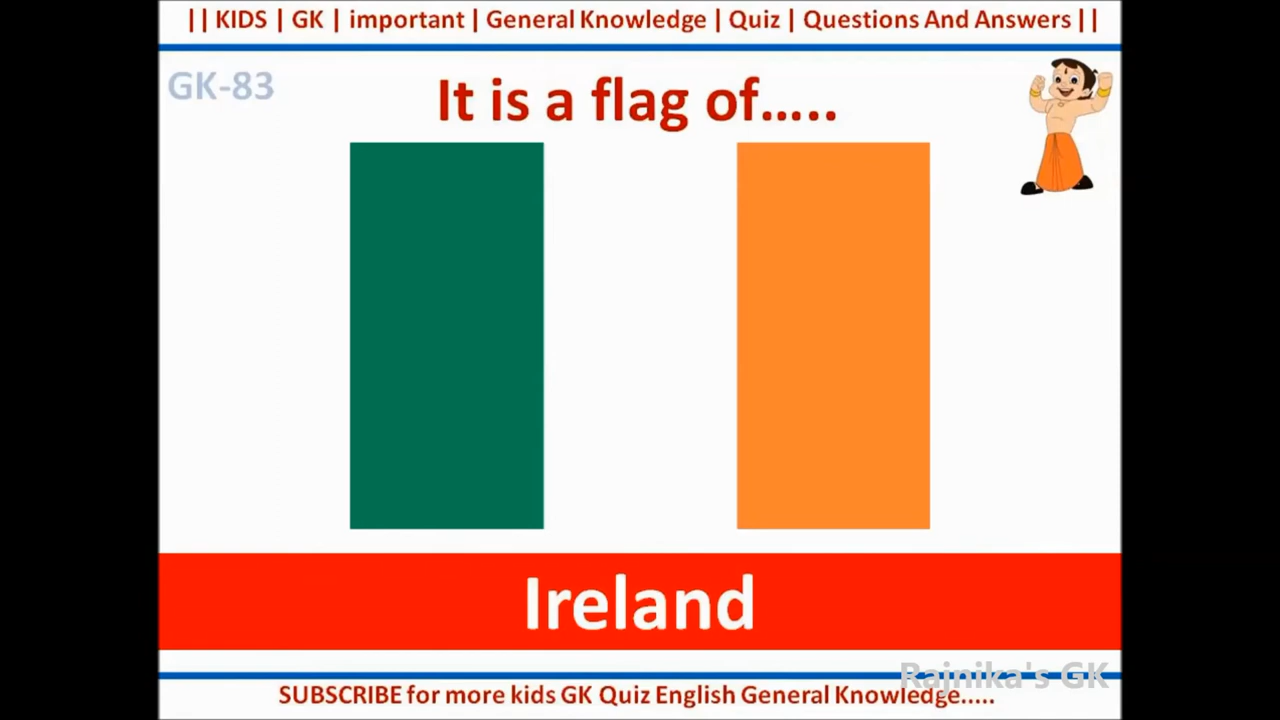 || KIDS | GK | important | General Knowledge | Quiz | Questions And Answers ||
GK-83
It is a flag of.....
Ireland
Rajnika's GK
SUBSCRIBE for more kids GK Quiz English General Knowledge.....